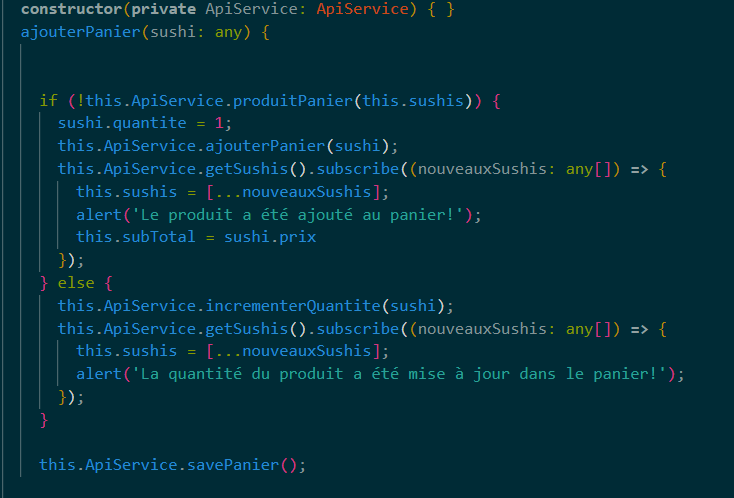 constructor(private ApiService: ApiService) { }
ajouterPanier(sushi: any) {
if (!this.ApiService.produitPanier(this.sushis)) {
sushi.quantite = 1;
this.ApiService.ajouterPanier(sushi);
this.ApiService.getSushis().subscribe((nouveauxSushis: any[]) => {
this.sushis = [...nouveauxSushis];
alert('Le produit a été ajouté au panier!');
this.subTotal = sushi.prix
});
} else {
this.ApiService.incrementerQuantite(sushi);
this.ApiService.getSushis().subscribe((nouveauxSushis: any[]) => {
this.sushis = [...nouveauxSushis];
alert('La quantité du produit a été mise à jour dans le panier!');
});
}
this.ApiService.savePanier();